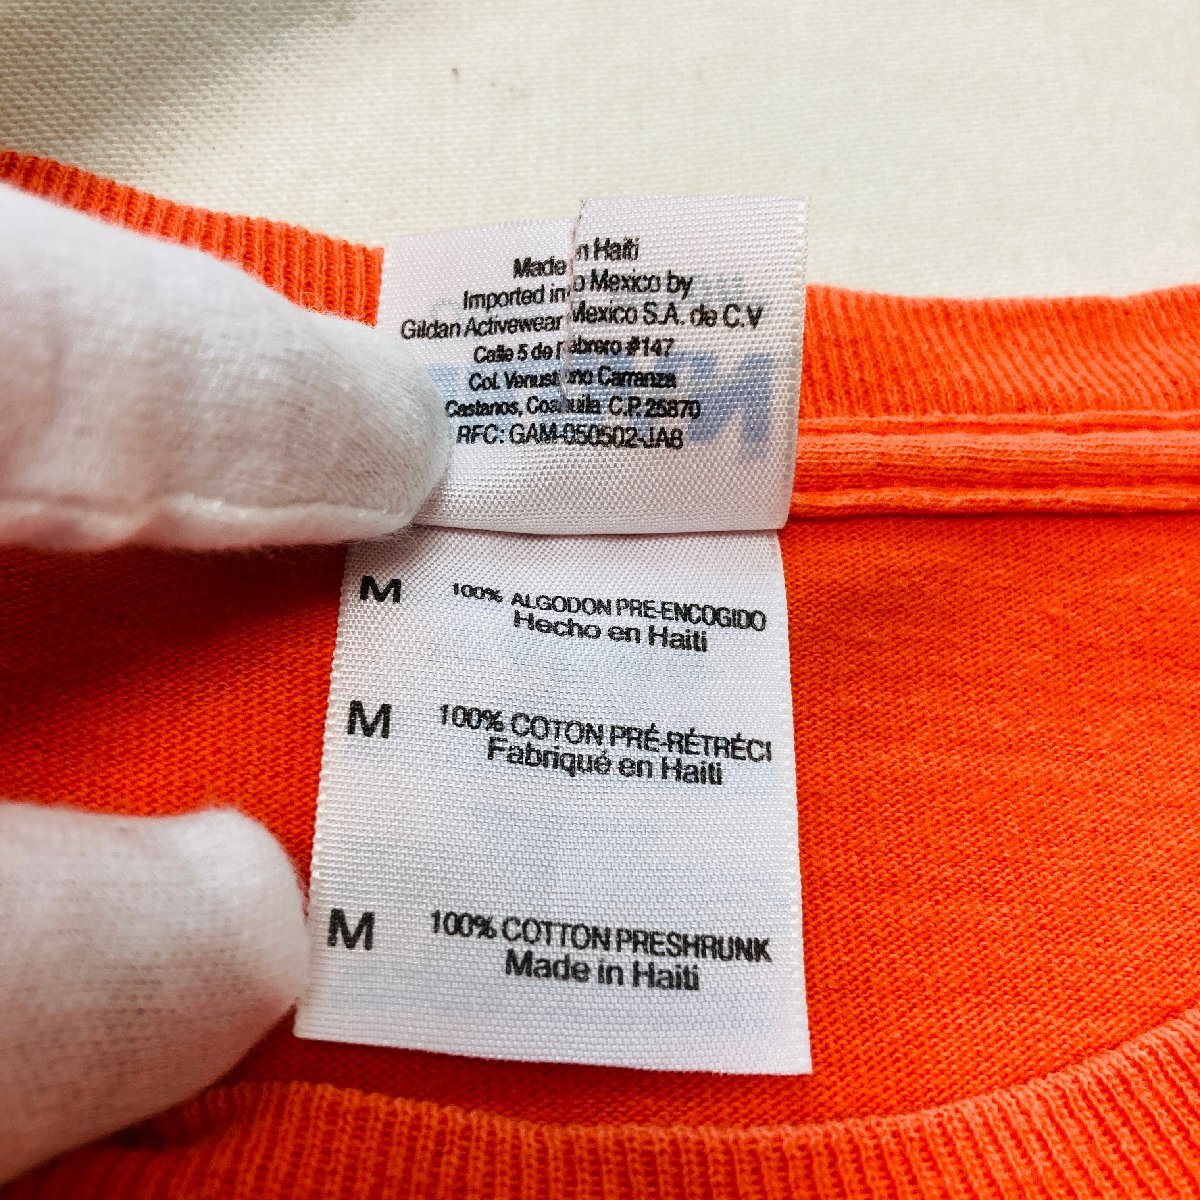 Made in Haiti
Imported into Mexico by
Gildan Activewear Mexico S.A. de C.V
Calle 5 de Febrero #147
Col. Venustiano Carranza
Castanos, Coahuila C.P. 25870
RFC: GAM-050502-JA8
M 100% ALGODON PRE-ENCOGIDO
Hecho en Haiti
M 100% COTON PRÉ-RÉTRÉCI
Fabriqué en Haiti
M 100% COTTON PRESHRUNK
Made in Haiti